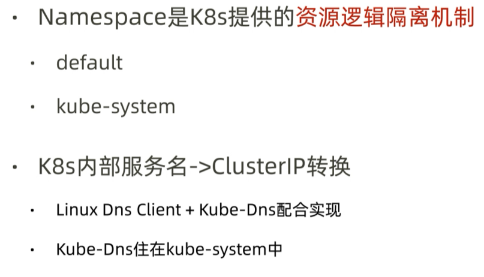 Namespace是K8s提供的资源逻辑隔离机制
default
kube-system
K8s内部服务名->ClusterIP转换
Linux Dns Client + Kube-Dns配合实现
Kube-Dns住在kube-system中